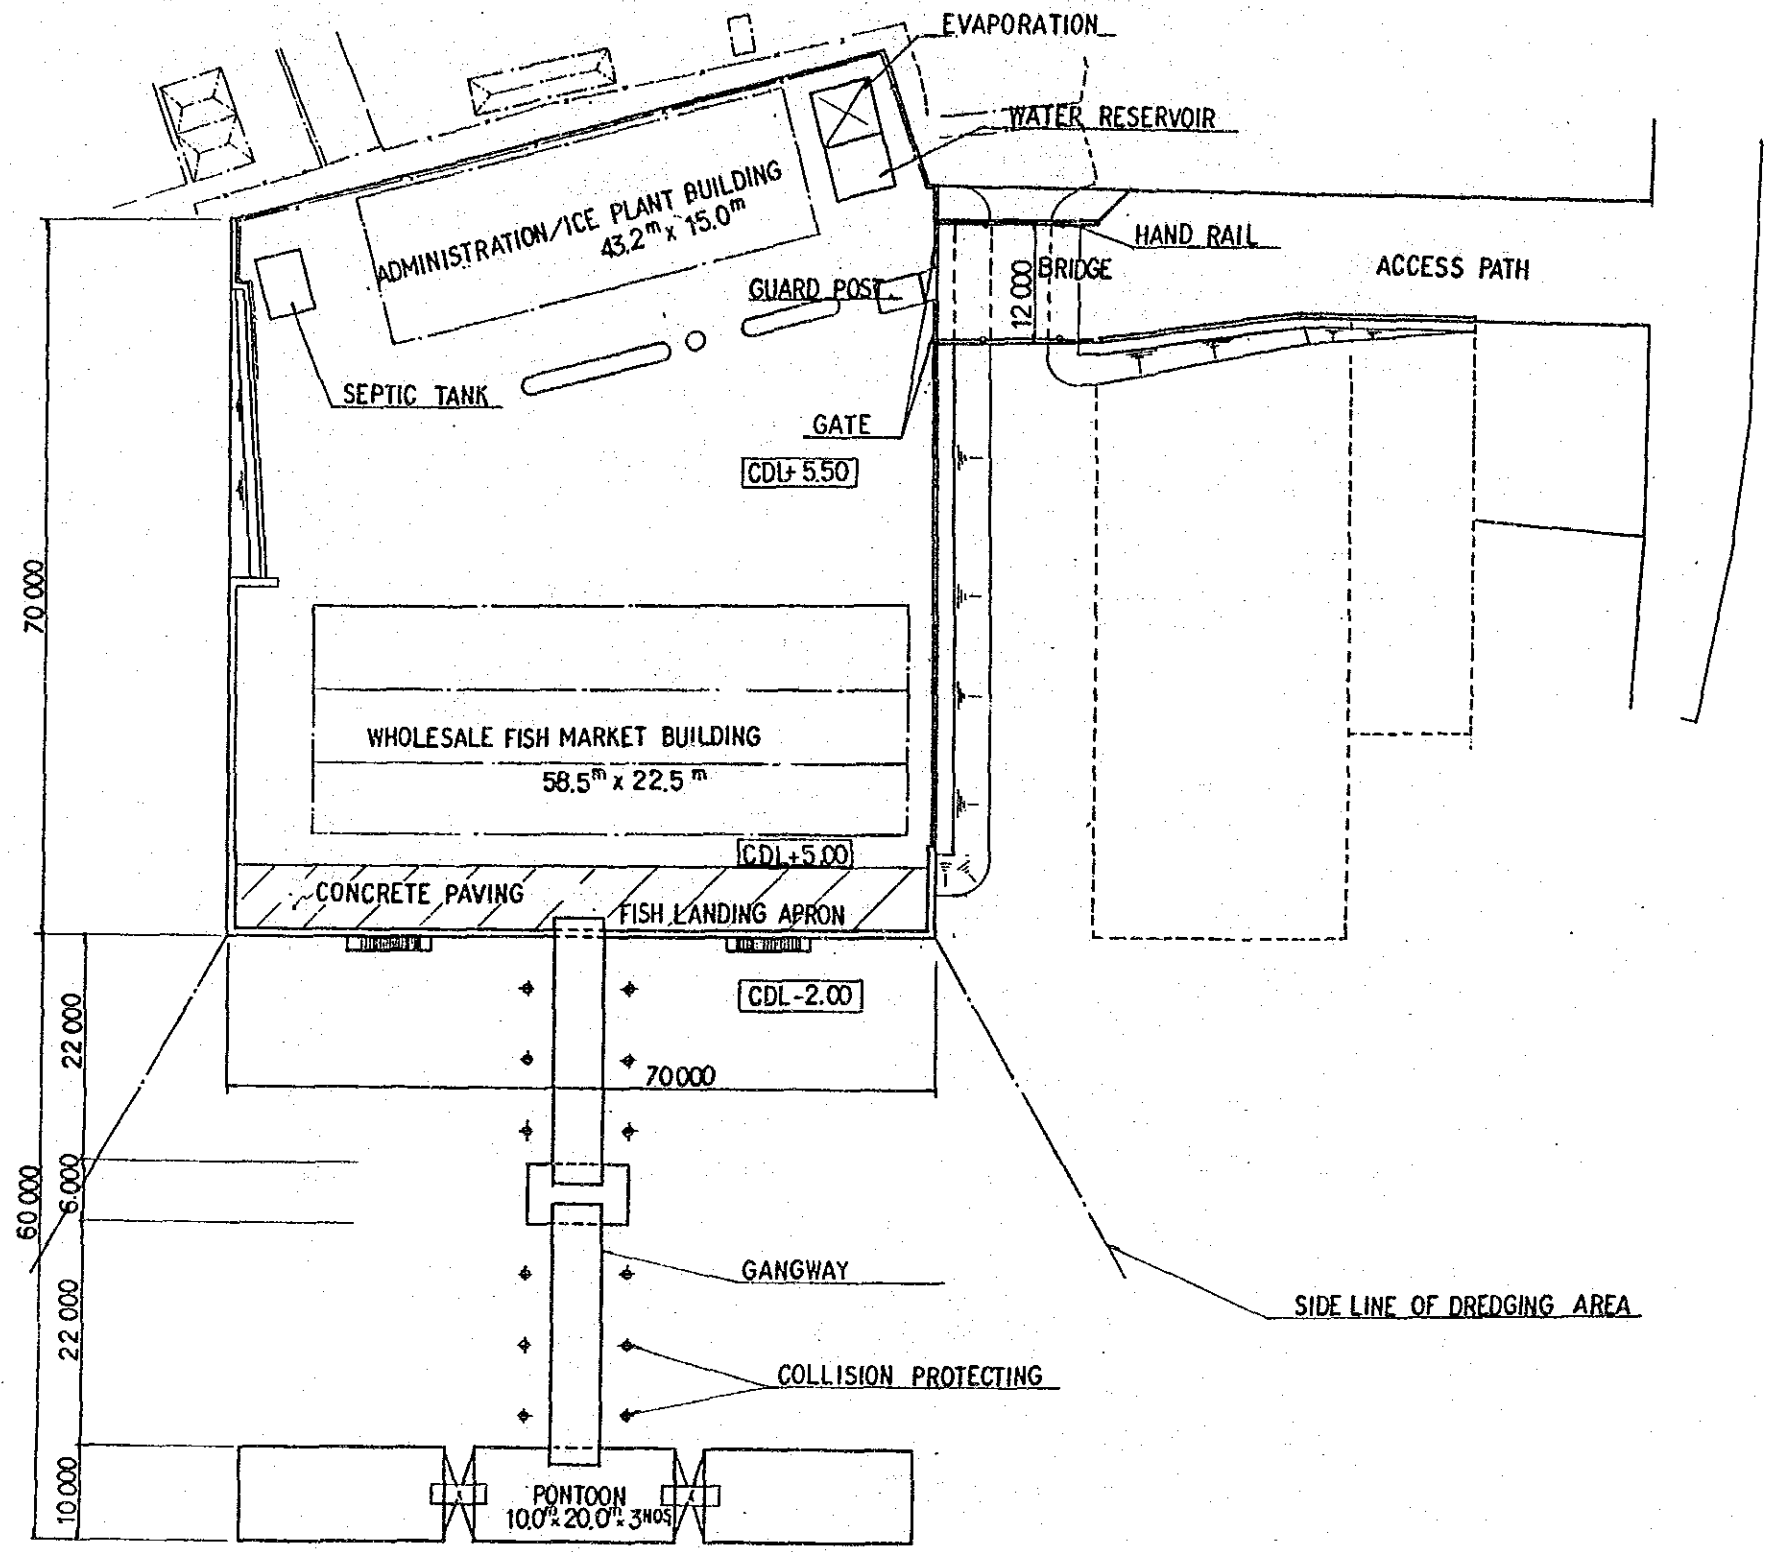 EVAPORATION
WATER RESERVOIR
ADMINISTRATION/ICE PLANT BUILDING
43.2m x 15.0m
HAND RAIL
BRIDGE
12 000
ACCESS PATH
GUARD POST
SEPTIC TANK
GATE
CDL+ 5.50
70 000
WHOLESALE FISH MARKET BUILDING
58.5m x 22.5m
CDL+5.00
CONCRETE PAVING
FISH LANDING APRON
CDL-2.00
22 000
70000
60 000
6.000
GANGWAY
SIDE LINE OF DREDGING AREA
22 000
COLLISION PROTECTING
10 000
PONTOON
10.0m x 20.0m x 3NOS